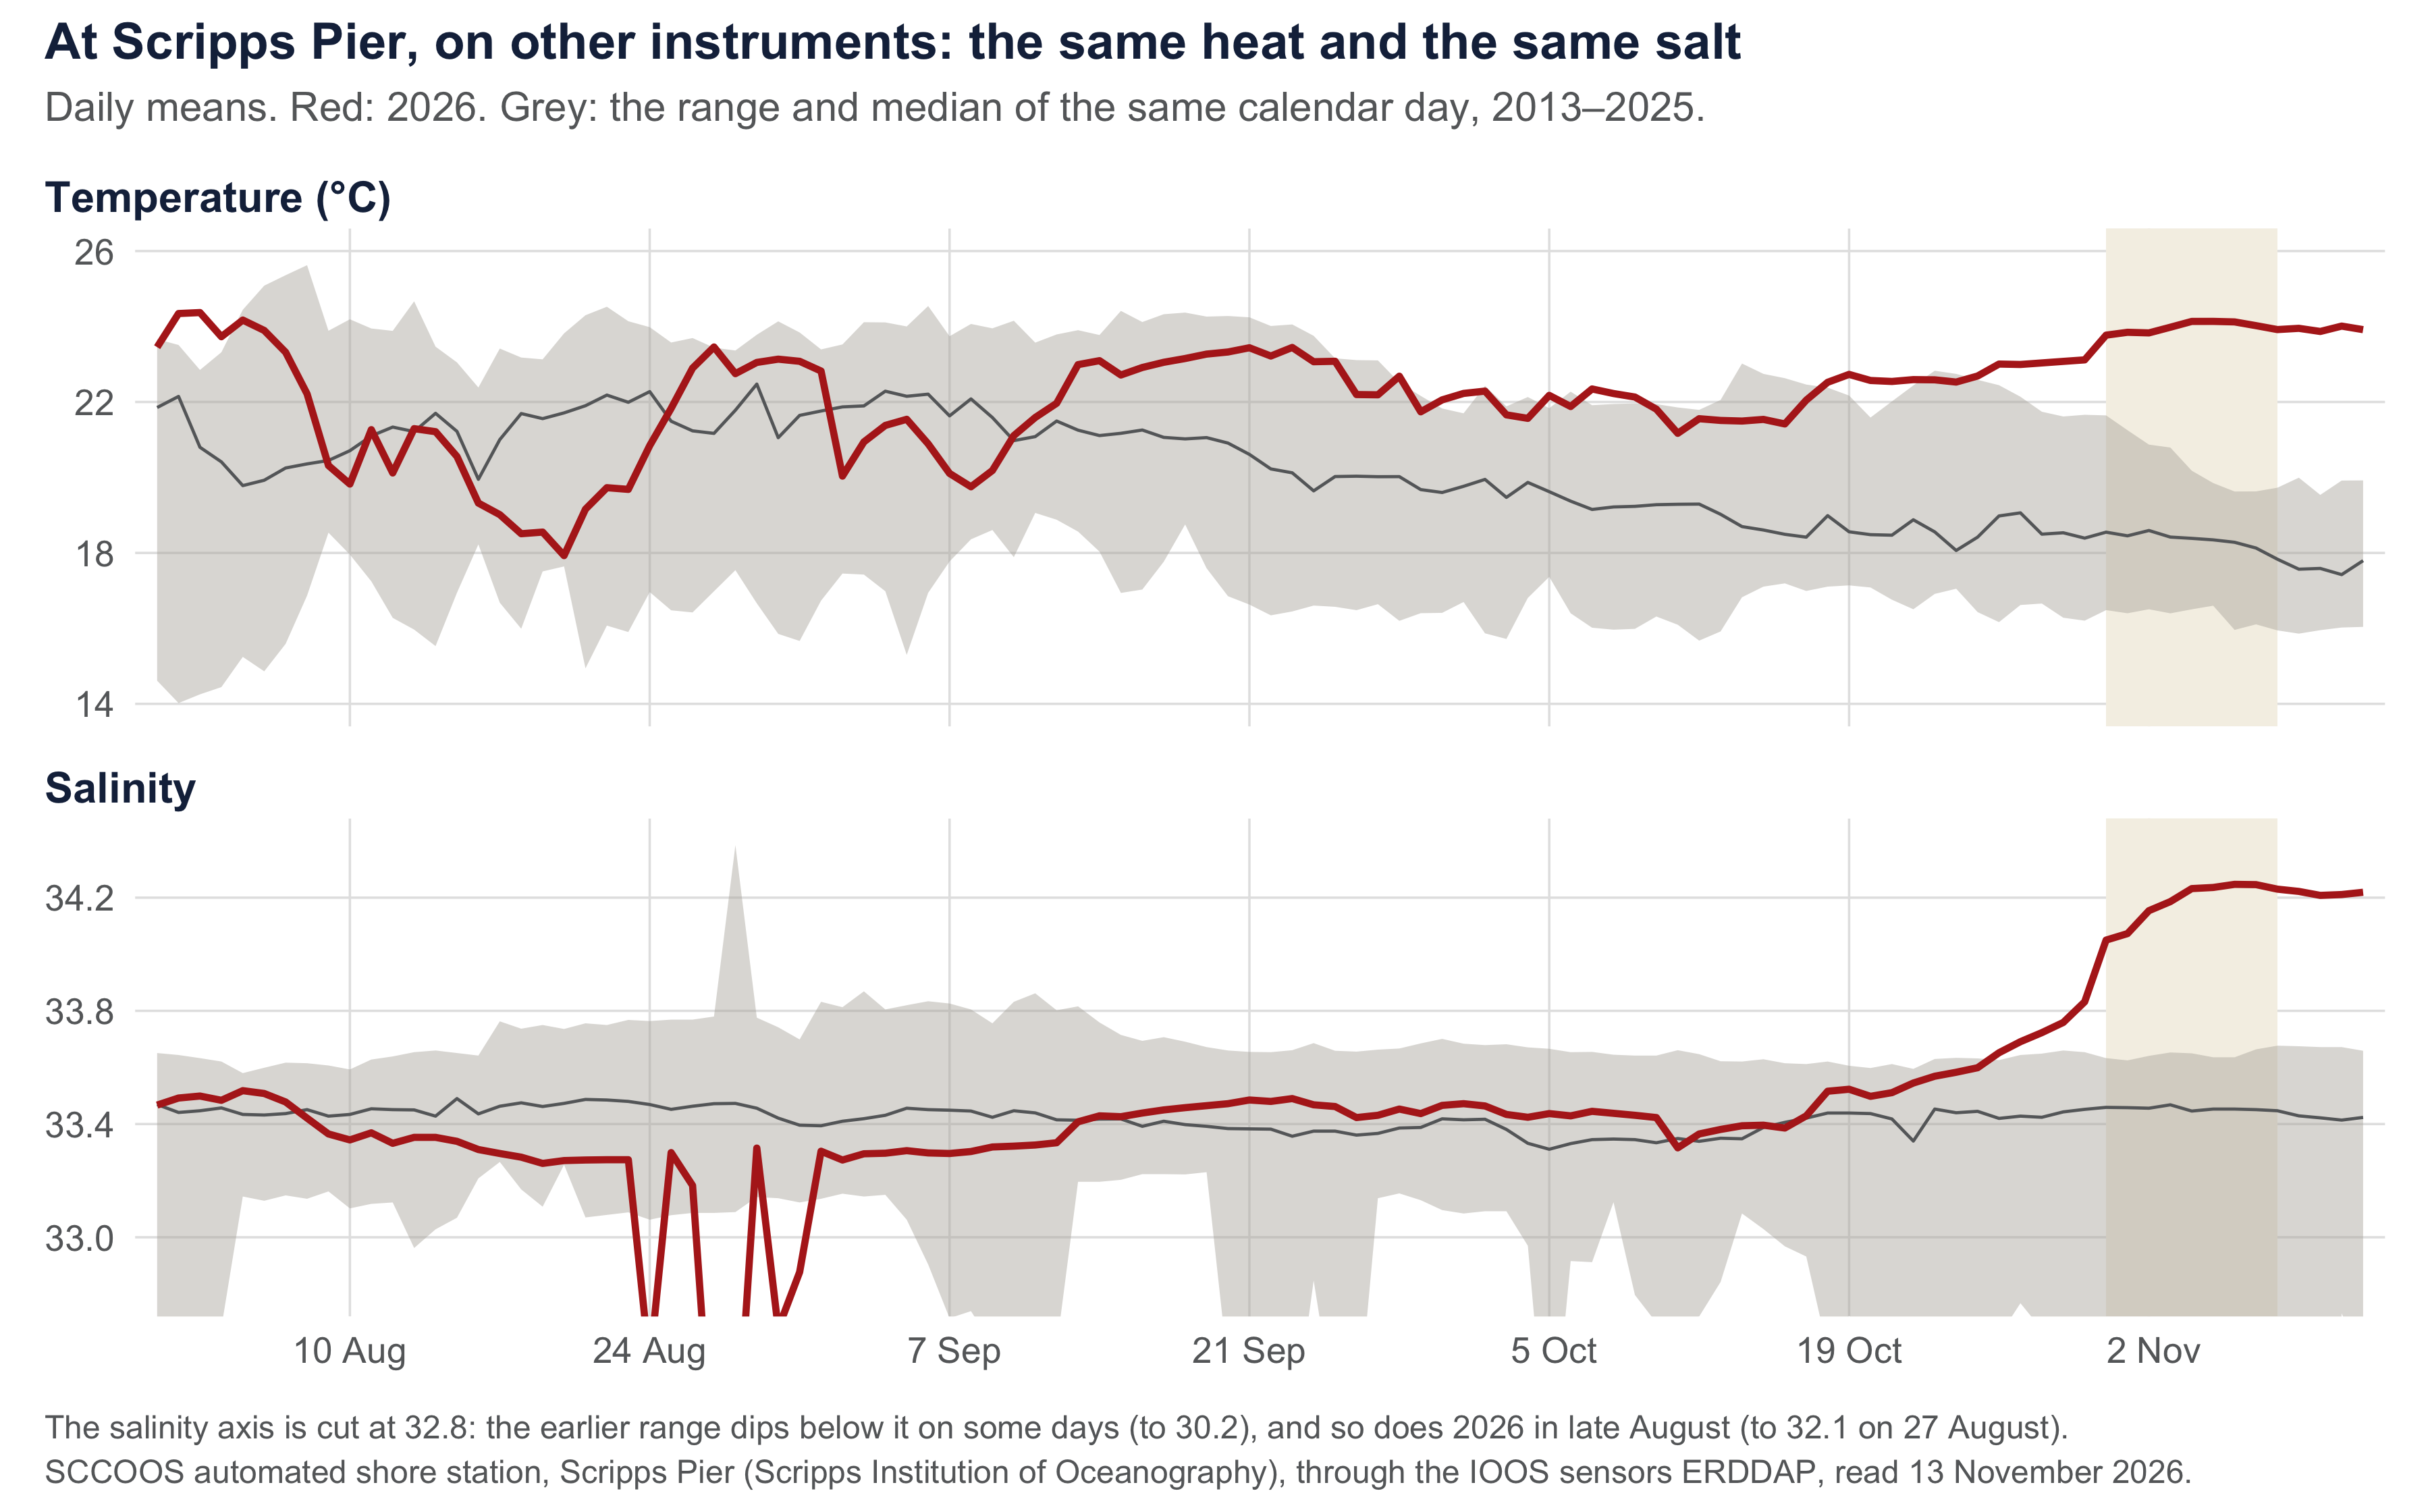 At Scripps Pier, on other instruments: the same heat and the same salt
Daily means. Red: 2026. Grey: the range and median of the same calendar day, 2013–2025.
Temperature (°C)
26
22
18
14
Salinity
34.2
33.8
33.4
33.0
10 Aug
24 Aug
7 Sep
21 Sep
5 Oct
19 Oct
2 Nov
The salinity axis is cut at 32.8: the earlier range dips below it on some days (to 30.2), and so does 2026 in late August (to 32.1 on 27 August).
SCCOOS automated shore station, Scripps Pier (Scripps Institution of Oceanography), through the IOOS sensors ERDDAP, read 13 November 2026.